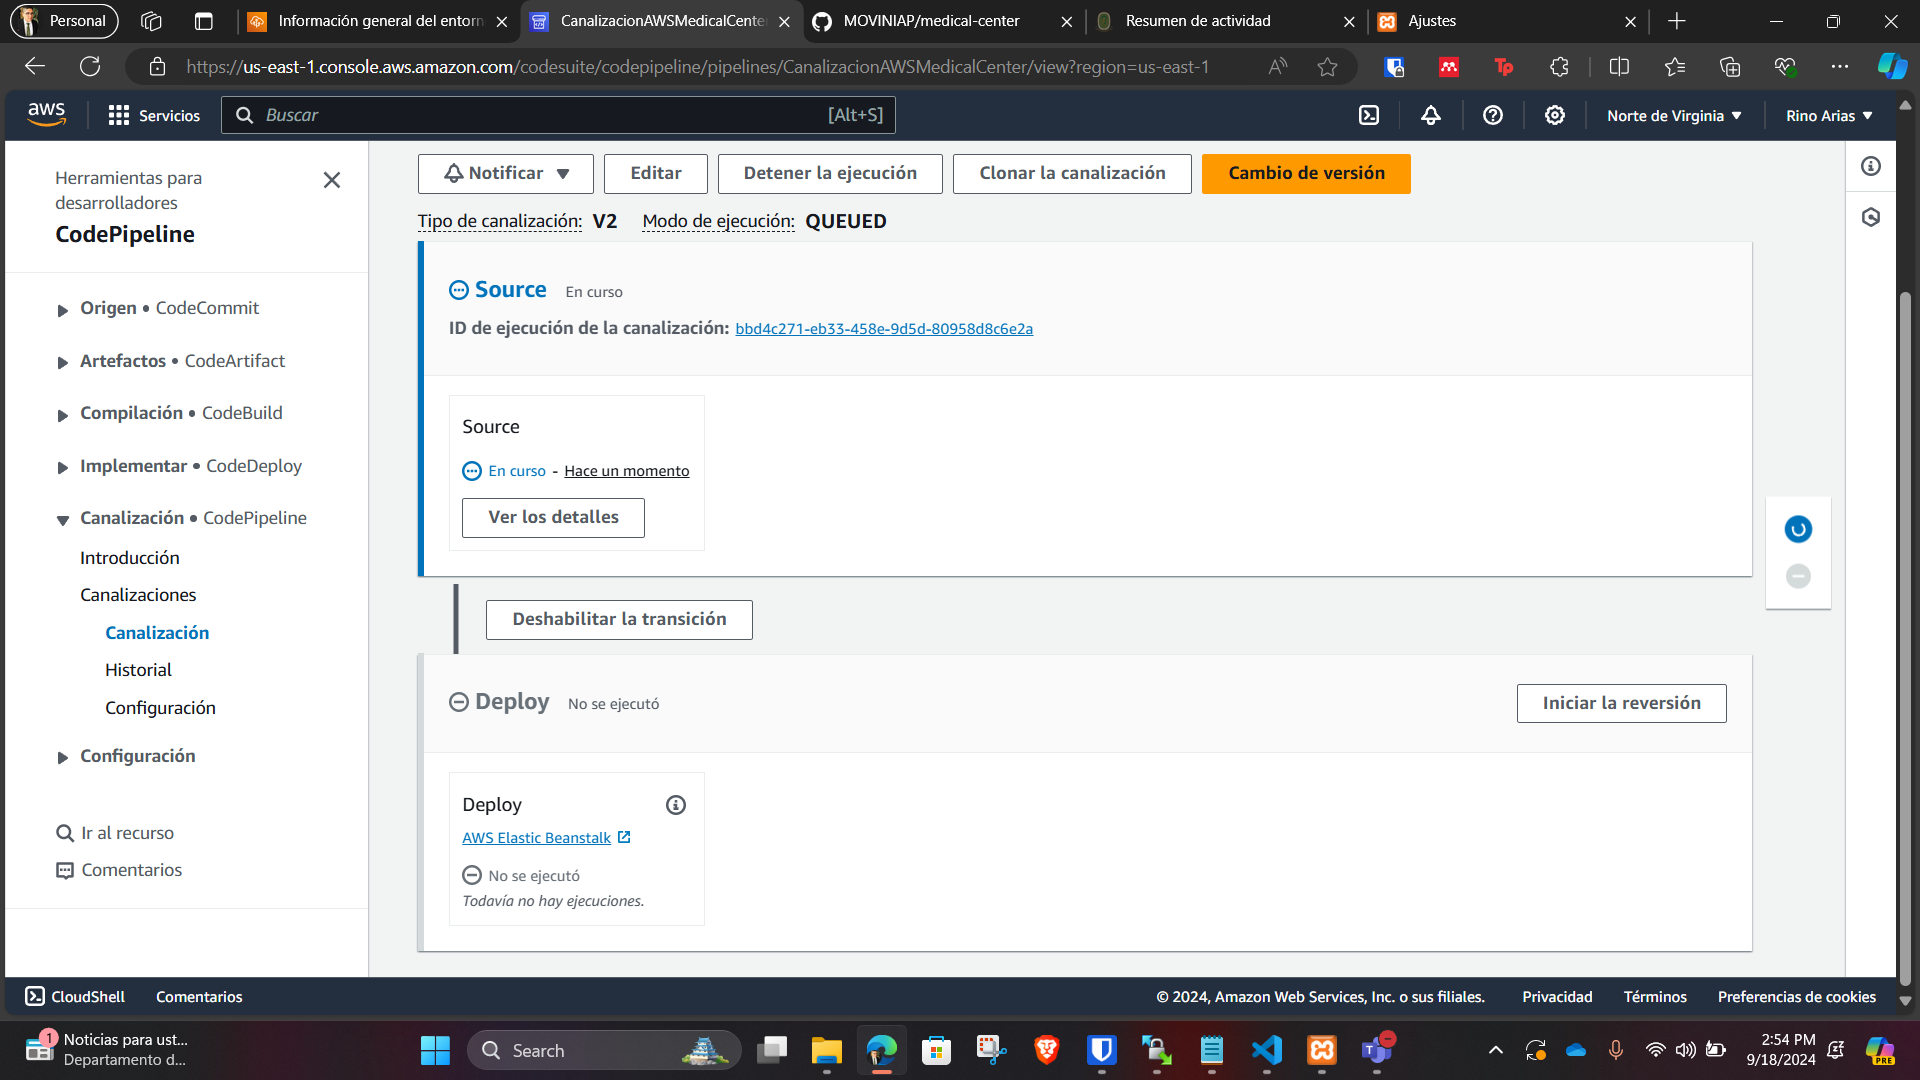 Personal
Información general del entorn
CanalizacionAWSMedicalCente
MOVINIAP/medical-center
Resumen de actividad
Ajustes
https://us-east-1.console.aws.amazon.com/codesuite/codepipeline/pipelines/CanalizacionAWSMedicalCenter/view?region=us-east-1
aws
Servicios
Buscar
[Alt+S]
Norte de Virginia
Rino Arias
Herramientas para
desarrolladores
CodePipeline
Origen • CodeCommit
Artefactos • CodeArtifact
Compilación • CodeBuild
Implementar • CodeDeploy
Canalización • CodePipeline
Introducción
Canalizaciones
Canalización
Historial
Configuración
Configuración
Ir al recurso
Comentarios
Notificar
Editar
Detener la ejecución
Clonar la canalización
Cambio de versión
Tipo de canalización: V2 Modo de ejecución: QUEUED
Source En curso
ID de ejecución de la canalización: bbd4c271-eb33-458e-9d5d-80958d8c6e2a
Source
En curso - Hace un momento
Ver los detalles
Deshabilitar la transición
Deploy No se ejecutó
Iniciar la reversión
Deploy
AWS Elastic Beanstalk
No se ejecutó
Todavía no hay ejecuciones.
CloudShell
Comentarios
© 2024, Amazon Web Services, Inc. o sus filiales.
Privacidad
Términos
Preferencias de cookies
1
Noticias para ust...
Departamento d...
Search
2:54 PM
9/18/2024
PRE